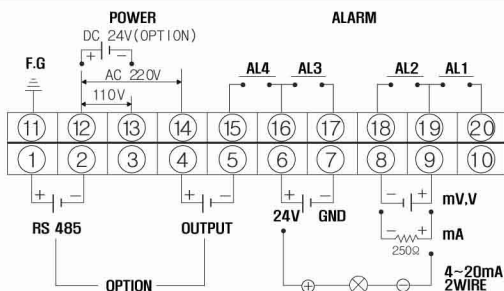 POWER ALARM
DC 24V(OPTION)
F.G
AC 220V
110V
AL4 AL3 AL2 AL1
11 12 13 14 15 16 17 18 19 20
1 2 3 4 5 6 7 8 9 10
+ - + - + - - + mV,V
RS 485 OUTPUT 24V GND
- + mA
250Ω
OPTION
+ - 4~20mA
2WIRE